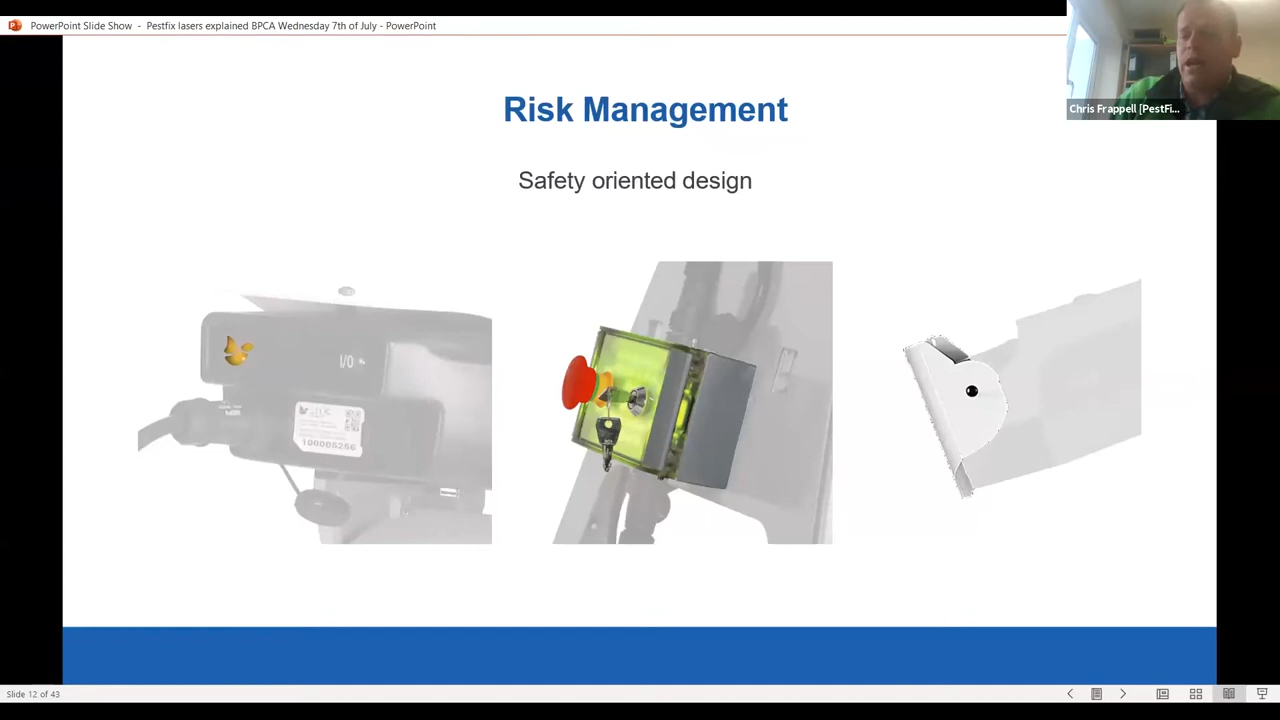 PowerPoint Slide Show - Pestfix lasers explained BPCA Wednesday 7th of July - PowerPoint
Chris Frappell [PestFi...
Risk Management
Safety oriented design
I/O
100005266
Slide 12 of 43